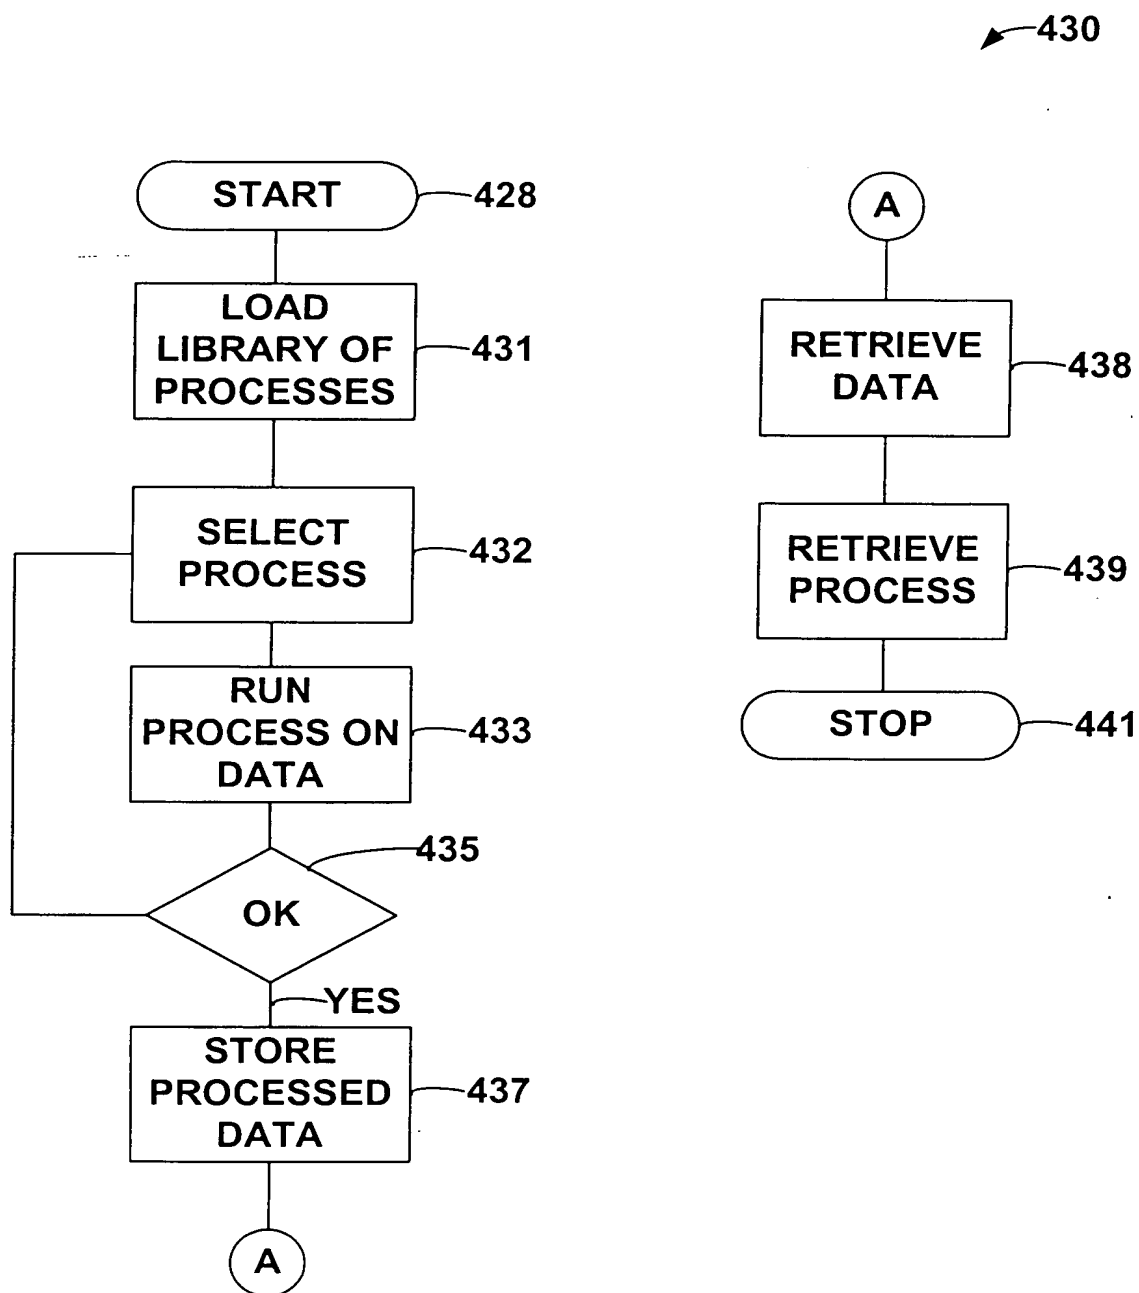 430
START
428
LOAD
LIBRARY OF
PROCESSES
431
SELECT
PROCESS
432
RUN
PROCESS ON
DATA
433
435
OK
YES
STORE
PROCESSED
DATA
437
A
A
RETRIEVE
DATA
438
RETRIEVE
PROCESS
439
STOP
441